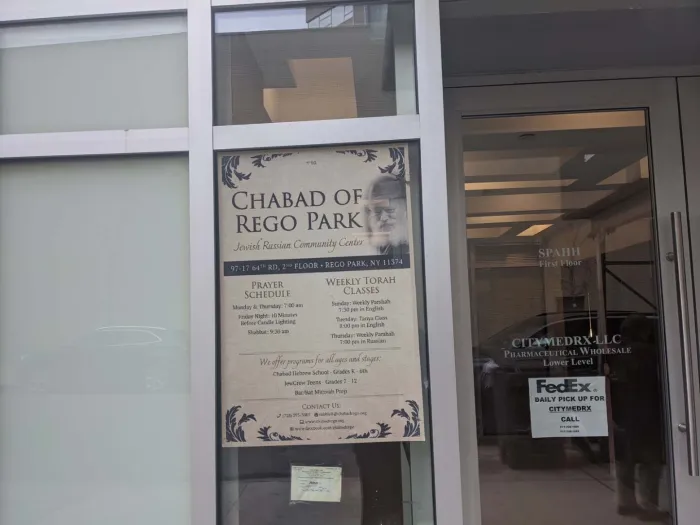 CHABAD OF
REGO PARK
Jewish Russian Community Center
97-17 64TH RD, 2ND FLOOR • REGO PARK, NY 11374
PRAYER
SCHEDULE
Monday & Thursday: 7:00 am
Friday Night: 10 Minutes
Before Candle Lighting
Shabbat: 9:30 am
WEEKLY TORAH
CLASSES
Sunday: Weekly Parshah
7:30 pm in English
Tuesday: Tanya Class
8:00 pm in English
Thursday: Weekly Parshah
7:00 pm in Russian
We offer programs for all ages and stages:
Chabad Hebrew School - Grades K - 6th
JewCrew Teens - Grades 7 - 12
Bar/Bat Mitzvah Prep
CONTACT US:
SPAHH
First Floor
CITYMEDRX LLC
PHARMACEUTICAL WHOLESALE
Lower Level
FedEx
DAILY PICK UP FOR
CITYMEDRX
CALL